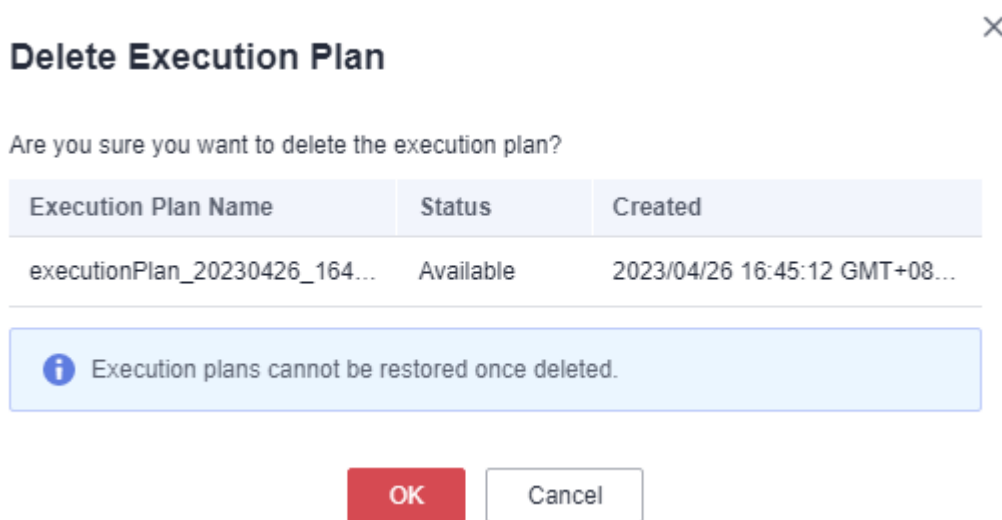 Delete Execution Plan
Are you sure you want to delete the execution plan?
Execution Plan Name Status Created
executionPlan_20230426_164... Available 2023/04/26 16:45:12 GMT+08...
Execution plans cannot be restored once deleted.
OK Cancel